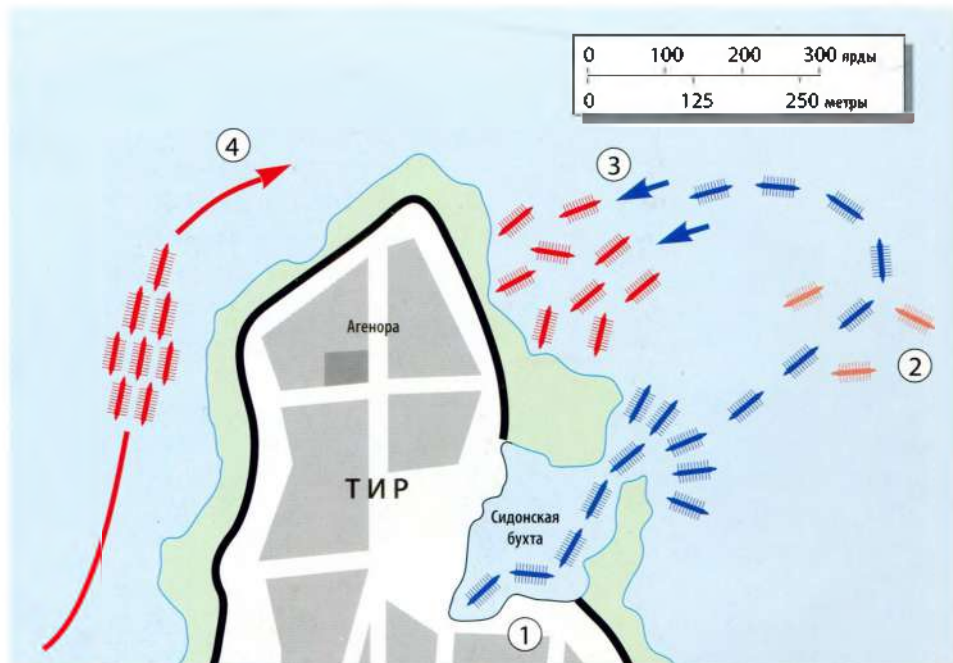 0 100 200 300 ярды
0 125 250 метры
4
3
Агенора
2
ТИР
Сидонская
бухта
1